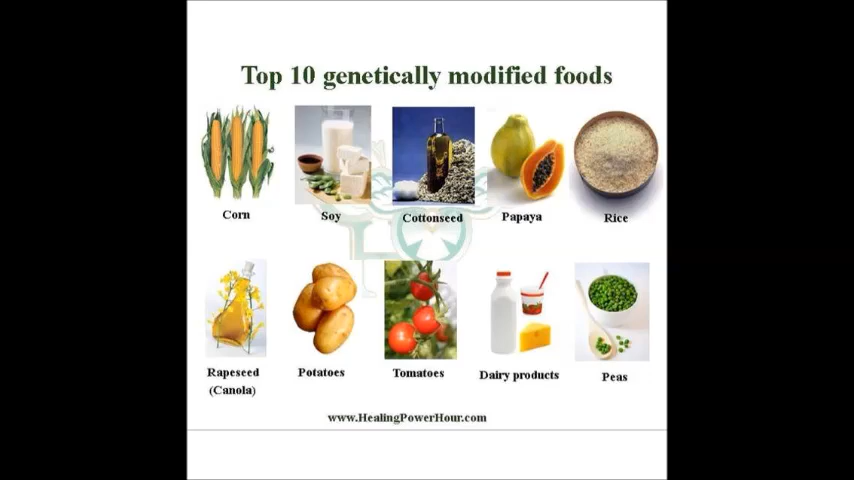 Top 10 genetically modified foods
Corn
Soy
Cottonseed
Papaya
Rice
Rapeseed
(Canola)
Potatoes
Tomatoes
Dairy products
Peas
www.HealingPowerHour.com